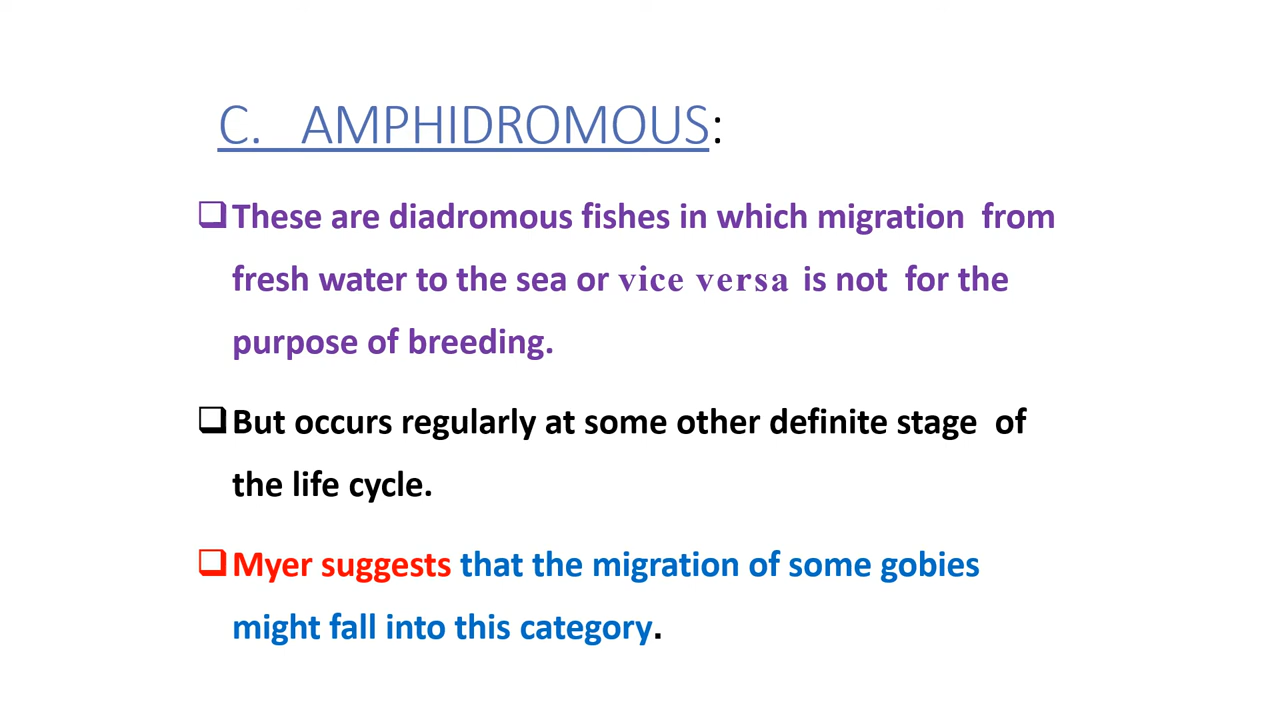 C. AMPHIDROMOUS:
❑These are diadromous fishes in which migration from
fresh water to the sea or vice versa is not for the
purpose of breeding.
❑But occurs regularly at some other definite stage of
the life cycle.
❑Myer suggests that the migration of some gobies
might fall into this category.